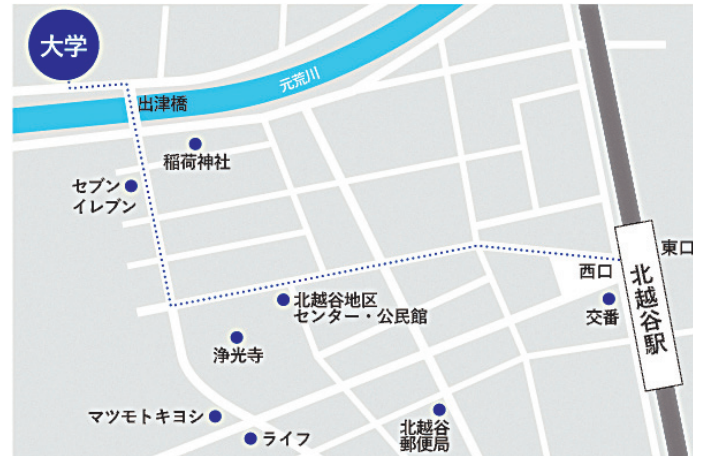 大学
元荒川
出津橋
稲荷神社
セブン
イレブン
東口
西口
北越谷駅
北越谷地区
センター・公民館
交番
浄光寺
マツモトキヨシ
ライフ
北越谷
郵便局